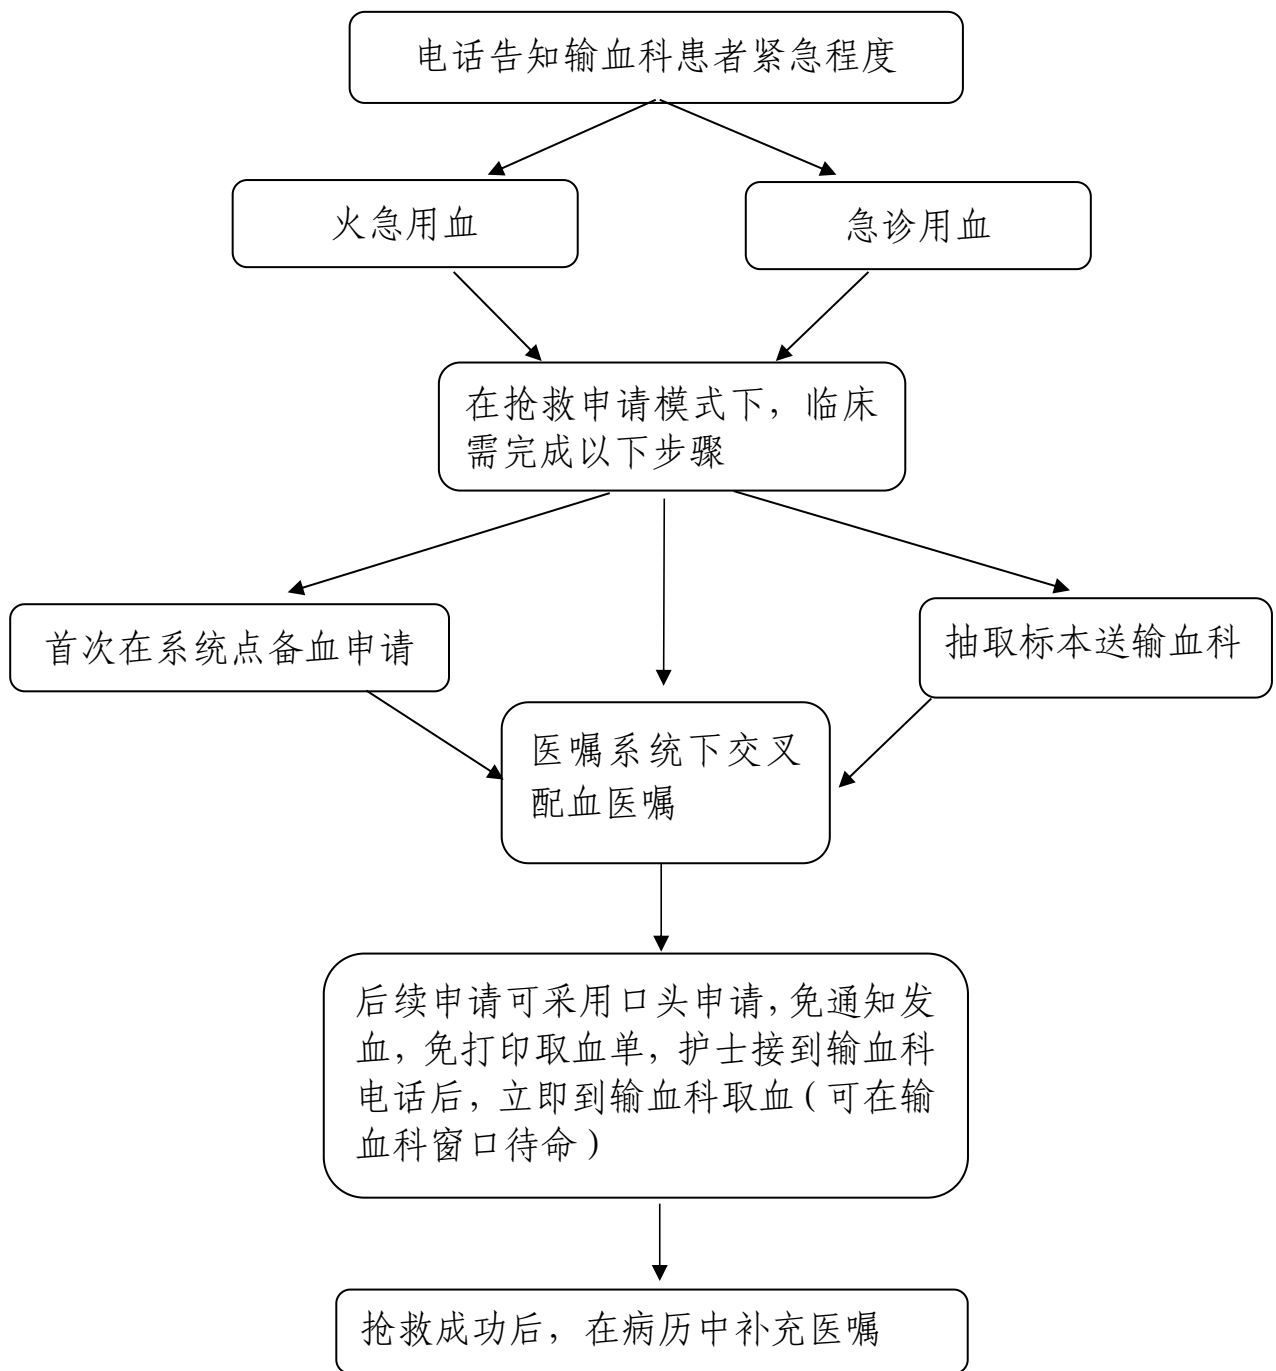 电话告知输血科患者紧急程度
火急用血
急诊用血
在抢救申请模式下，临床
需完成以下步骤
首次在系统点备血申请
抽取标本送输血科
医嘱系统下交叉
配血医嘱
后续申请可采用口头申请，免通知发
血，免打印取血单，护士接到输血科
电话后，立即到输血科取血（可在输
血科窗口待命）
抢救成功后，在病历中补充医嘱